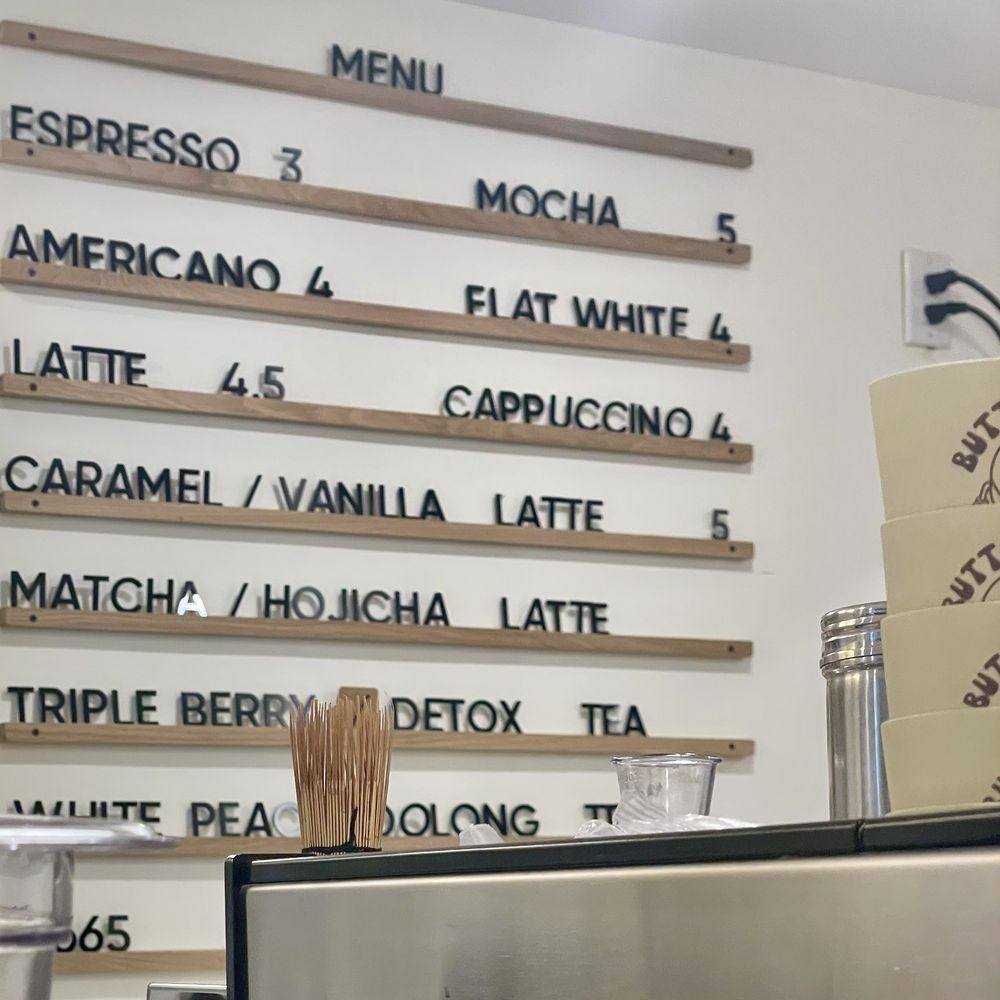 MENU
ESPRESSO 3
MOCHA 5
AMERICANO 4
FLAT WHITE 4
LATTE 4.5
CAPPUCCINO 4
CARAMEL / VANILLA LATTE 5
MATCHA / HOJICHA LATTE
TRIPLE BERRY DETOX TEA
WHITE OOLONG